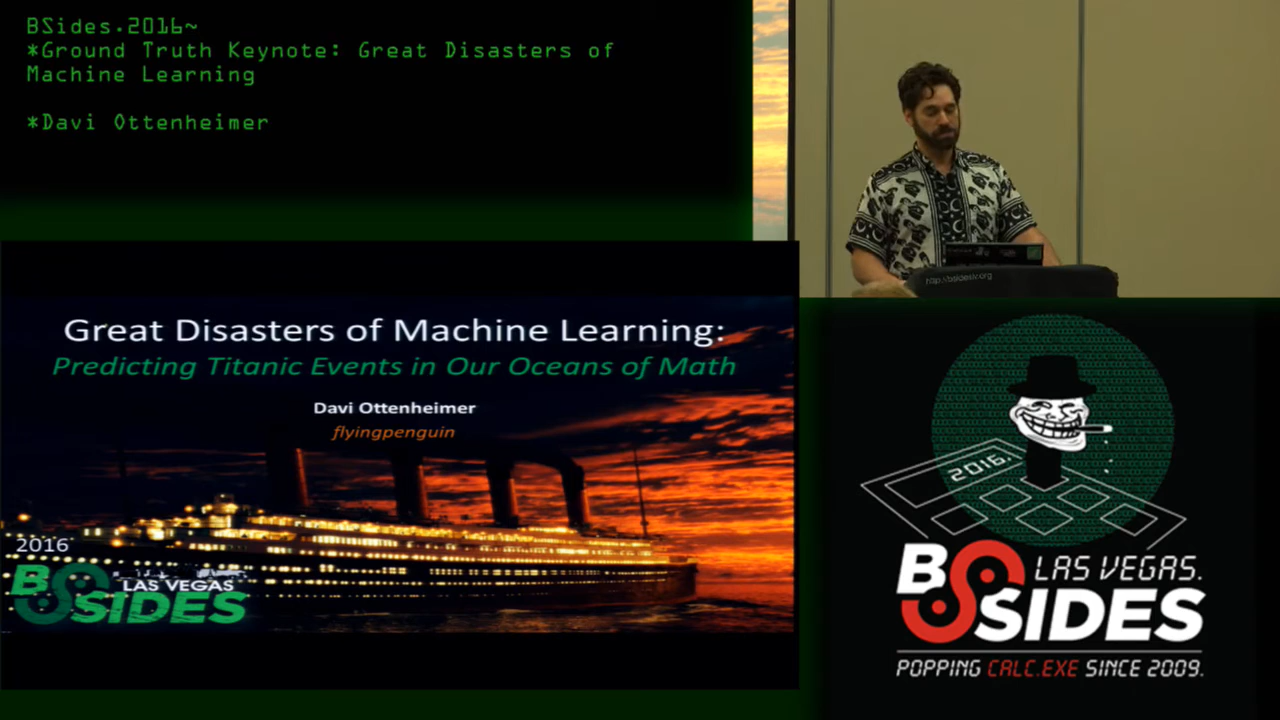 BSides.2016~
*Ground Truth Keynote: Great Disasters of
Machine Learning
*Davi Ottenheimer
http://bsideslv.org
Great Disasters of Machine Learning:
Predicting Titanic Events in Our Oceans of Math
Davi Ottenheimer
flyingpenguin
2016
BSIDES
LAS VEGAS
2016.
BSIDES
LAS VEGAS.
POPPING CALC.EXE SINCE 2009.